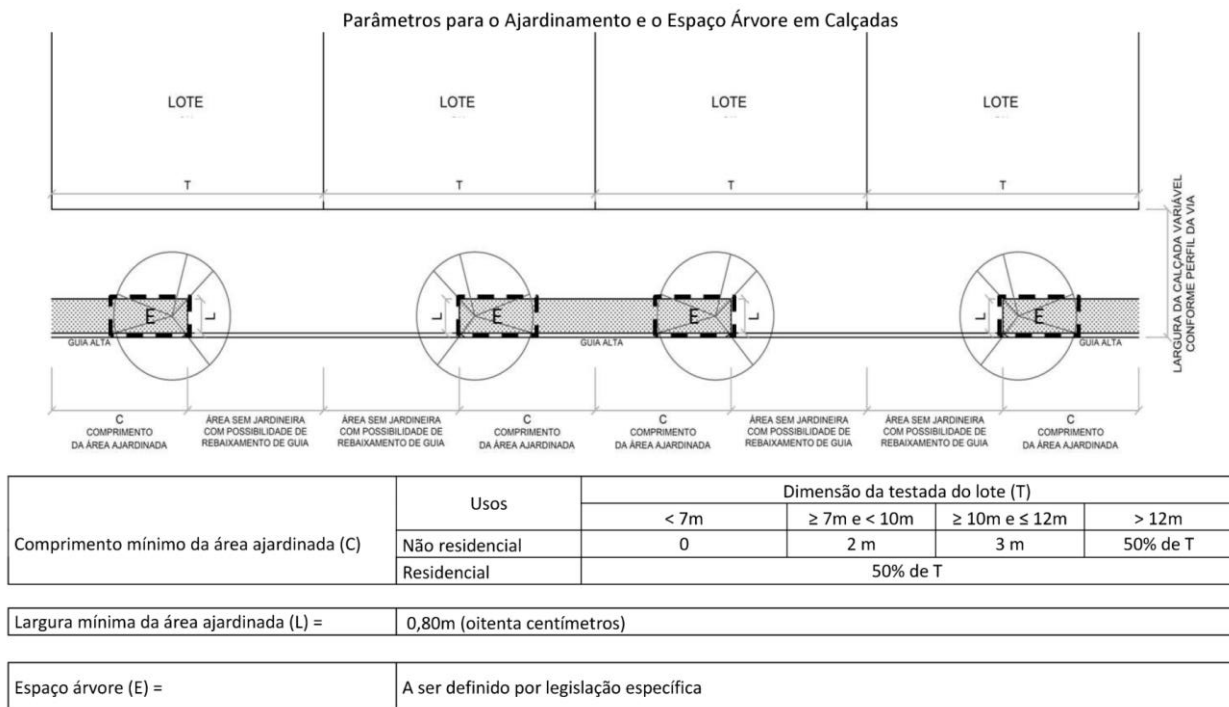 Parâmetros para o Ajardinamento e o Espaço Árvore em Calçadas
LOTE
LOTE
LOTE
LOTE
T
T
T
T
LARGURA DA CALÇADA VARIÁVEL
CONFORME PERFIL DA VIA
E
L
L
E
E
L
L
E
GUIA ALTA
GUIA ALTA
GUIA ALTA
C
COMPRIMENTO
DA ÁREA AJARDINADA
ÁREA SEM JARDINEIRA
COM POSSIBILIDADE DE
REBAIXAMENTO DE GUIA
ÁREA SEM JARDINEIRA
COM POSSIBILIDADE DE
REBAIXAMENTO DE GUIA
C
COMPRIMENTO
DA ÁREA AJARDINADA
C
COMPRIMENTO
DA ÁREA AJARDINADA
ÁREA SEM JARDINEIRA
COM POSSIBILIDADE DE
REBAIXAMENTO DE GUIA
ÁREA SEM JARDINEIRA
COM POSSIBILIDADE DE
REBAIXAMENTO DE GUIA
C
COMPRIMENTO
DA ÁREA AJARDINADA
Comprimento mínimo da área ajardinada (C)
Usos
Dimensão da testada do lote (T)
< 7m
≥ 7m e < 10m
≥ 10m e ≤ 12m
> 12m
Não residencial
0
2 m
3 m
50% de T
Residencial
50% de T
Largura mínima da área ajardinada (L) =
0,80m (oitenta centímetros)
Espaço árvore (E) =
A ser definido por legislação específica